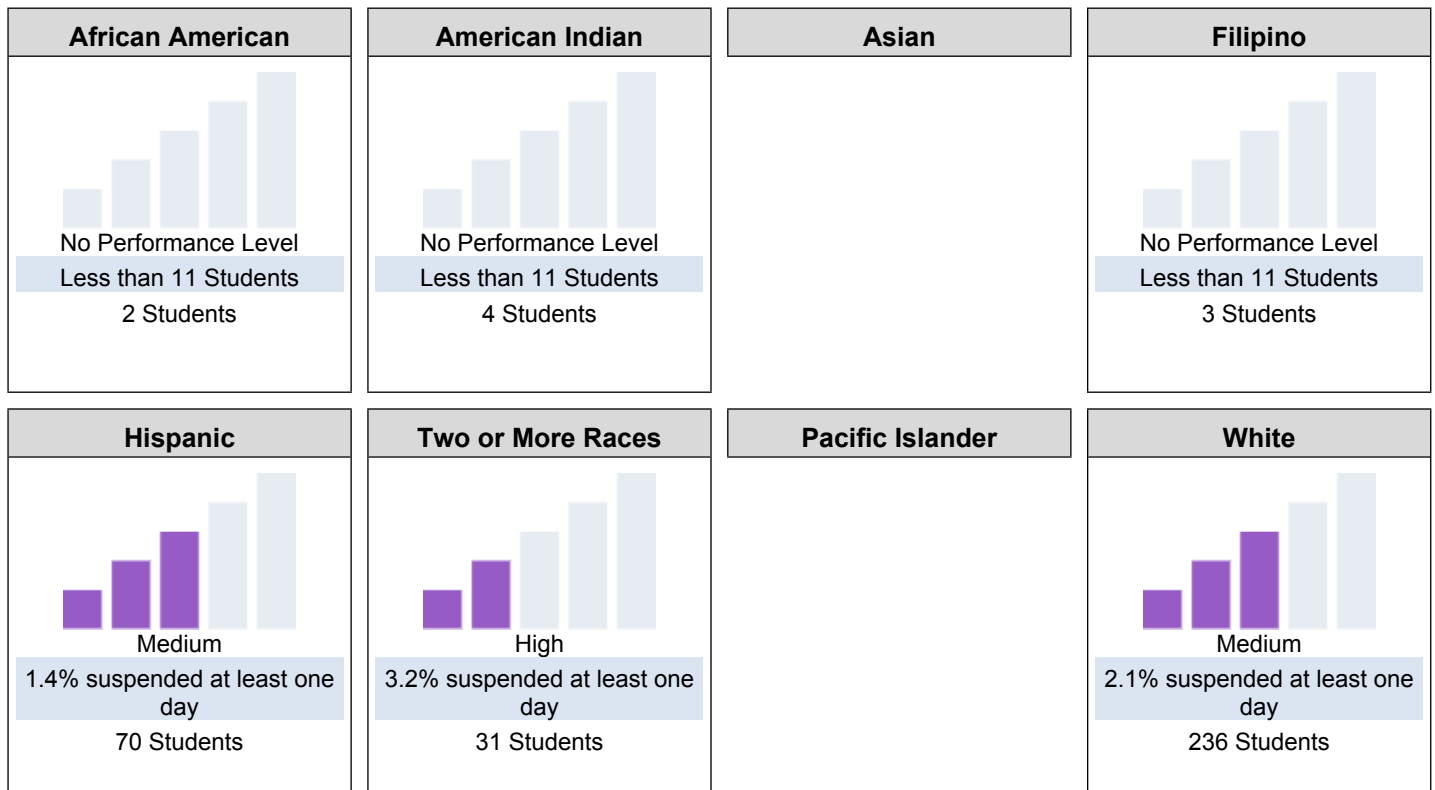 African American
No Performance Level
Less than 11 Students
2 Students
American Indian
No Performance Level
Less than 11 Students
4 Students
Asian
Filipino
No Performance Level
Less than 11 Students
3 Students
Hispanic
Medium
1.4% suspended at least one
day
70 Students
Two or More Races
High
3.2% suspended at least one
day
31 Students
Pacific Islander
White
Medium
2.1% suspended at least one
day
236 Students